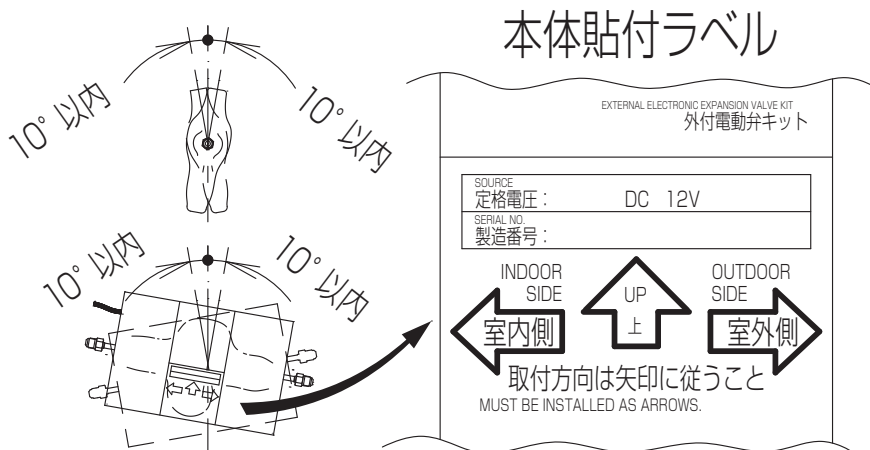 10°以内
10°以内
10°以内
10°以内
本体貼付ラベル
EXTERNAL ELECTRONIC EXPANSION VALVE KIT
外付電動弁キット
SOURCE
定格電圧： DC 12V
SERIAL NO.
製造番号：
INDOOR SIDE
室内側
UP
上
OUTDOOR SIDE
室外側
取付方向は矢印に従うこと
MUST BE INSTALLED AS ARROWS.